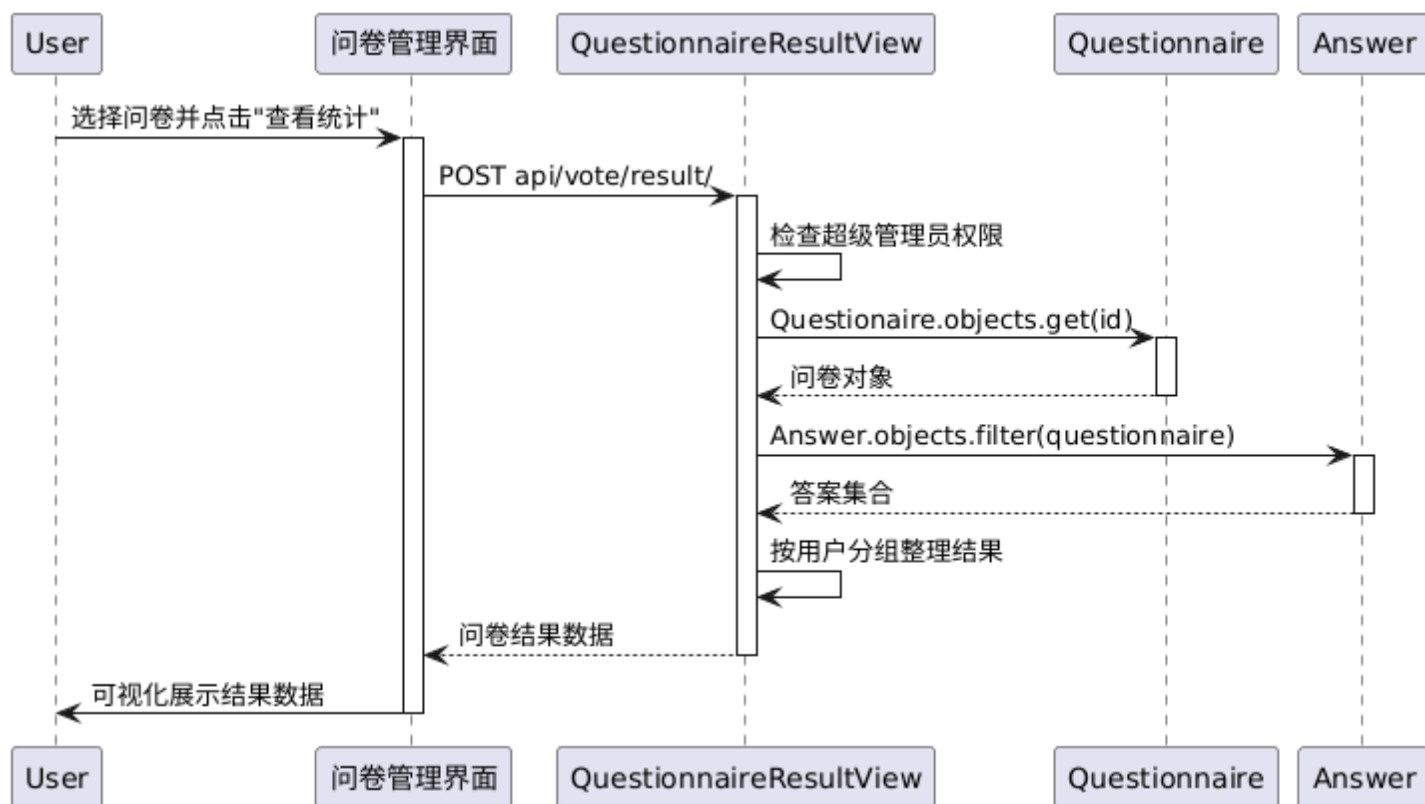 User
问卷管理界面
QuestionnaireResultView
Questionnaire
Answer
选择问卷并点击"查看统计"
POST api/vote/result/
检查超级管理员权限
Questionaire.objects.get(id)
问卷对象
Answer.objects.filter(questionnaire)
答案集合
按用户分组整理结果
问卷结果数据
可视化展示结果数据
User
问卷管理界面
QuestionnaireResultView
Questionnaire
Answer